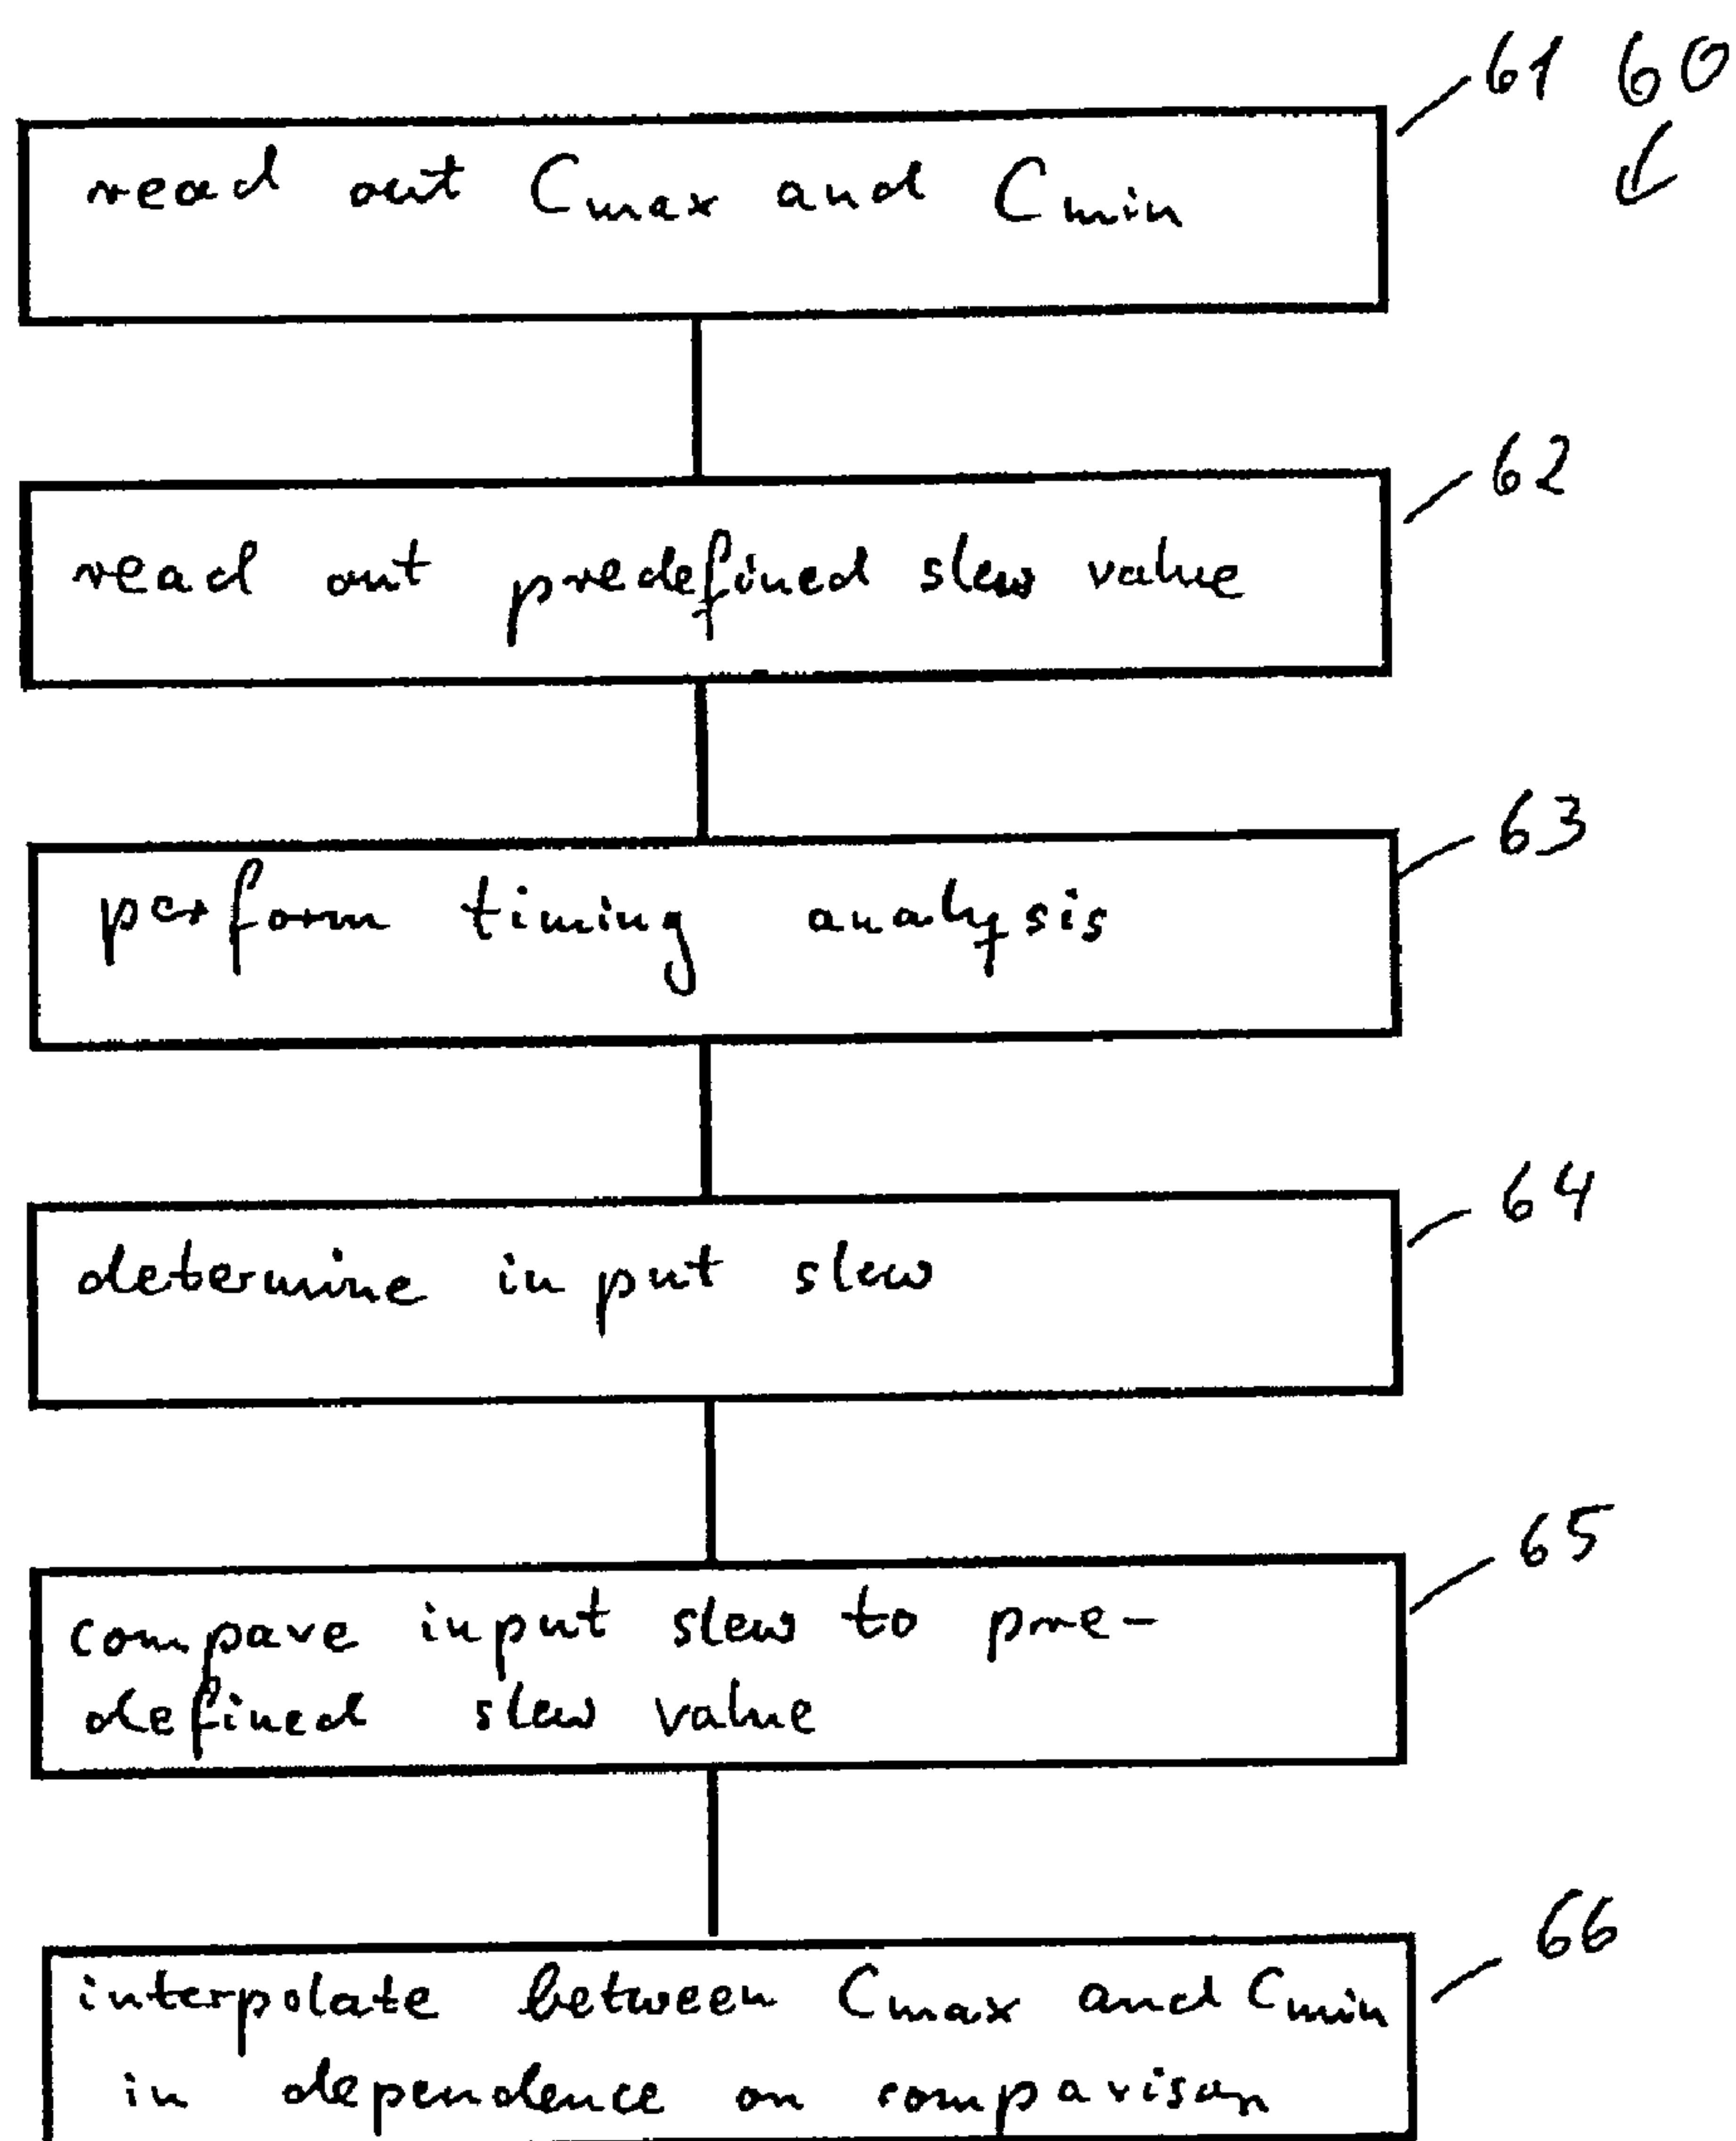 61 60
read out Cmax and Cmin
62
read out predefined slew value
63
perform timing analysis
64
determine input slew
65
compare input slew to pre-
defined slew value
66
interpolate between Cmax and Cmin
in dependence on comparison